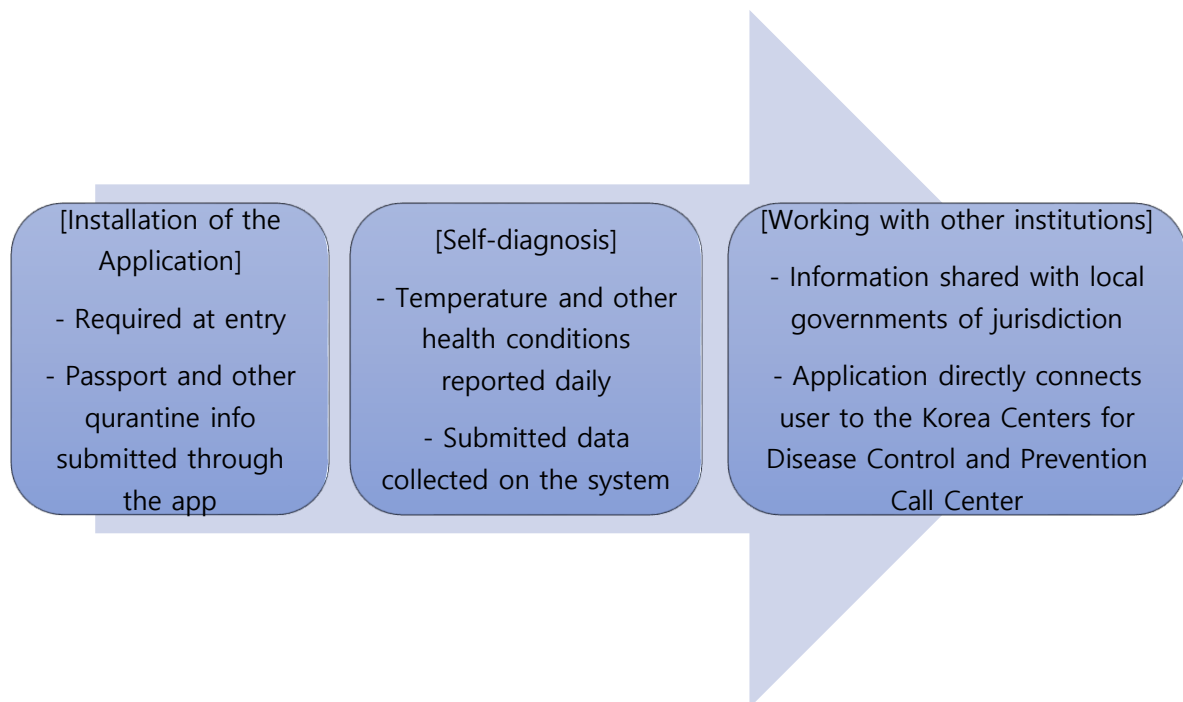 [Installation of the
Application]
- Required at entry
- Passport and other
qurantine info
submitted through
the app
[Self-diagnosis]
- Temperature and other
health conditions
reported daily
- Submitted data
collected on the system
[Working with other institutions]
- Information shared with local
governments of jurisdiction
- Application directly connects
user to the Korea Centers for
Disease Control and Prevention
Call Center